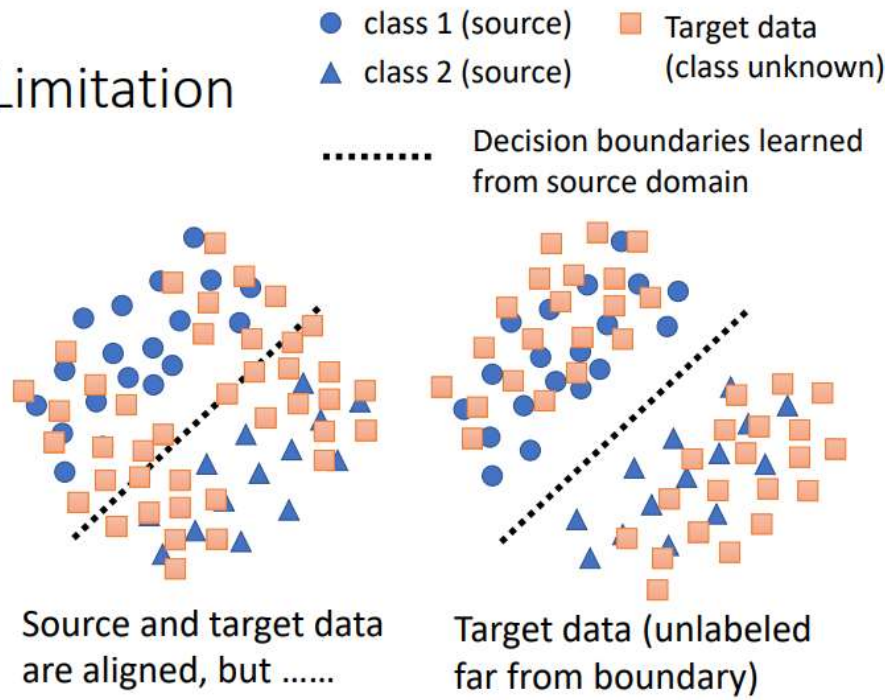 Limitation
class 1 (source)
class 2 (source)
Target data
(class unknown)
Decision boundaries learned
from source domain
Source and target data
are aligned, but ……
Target data (unlabeled
far from boundary)